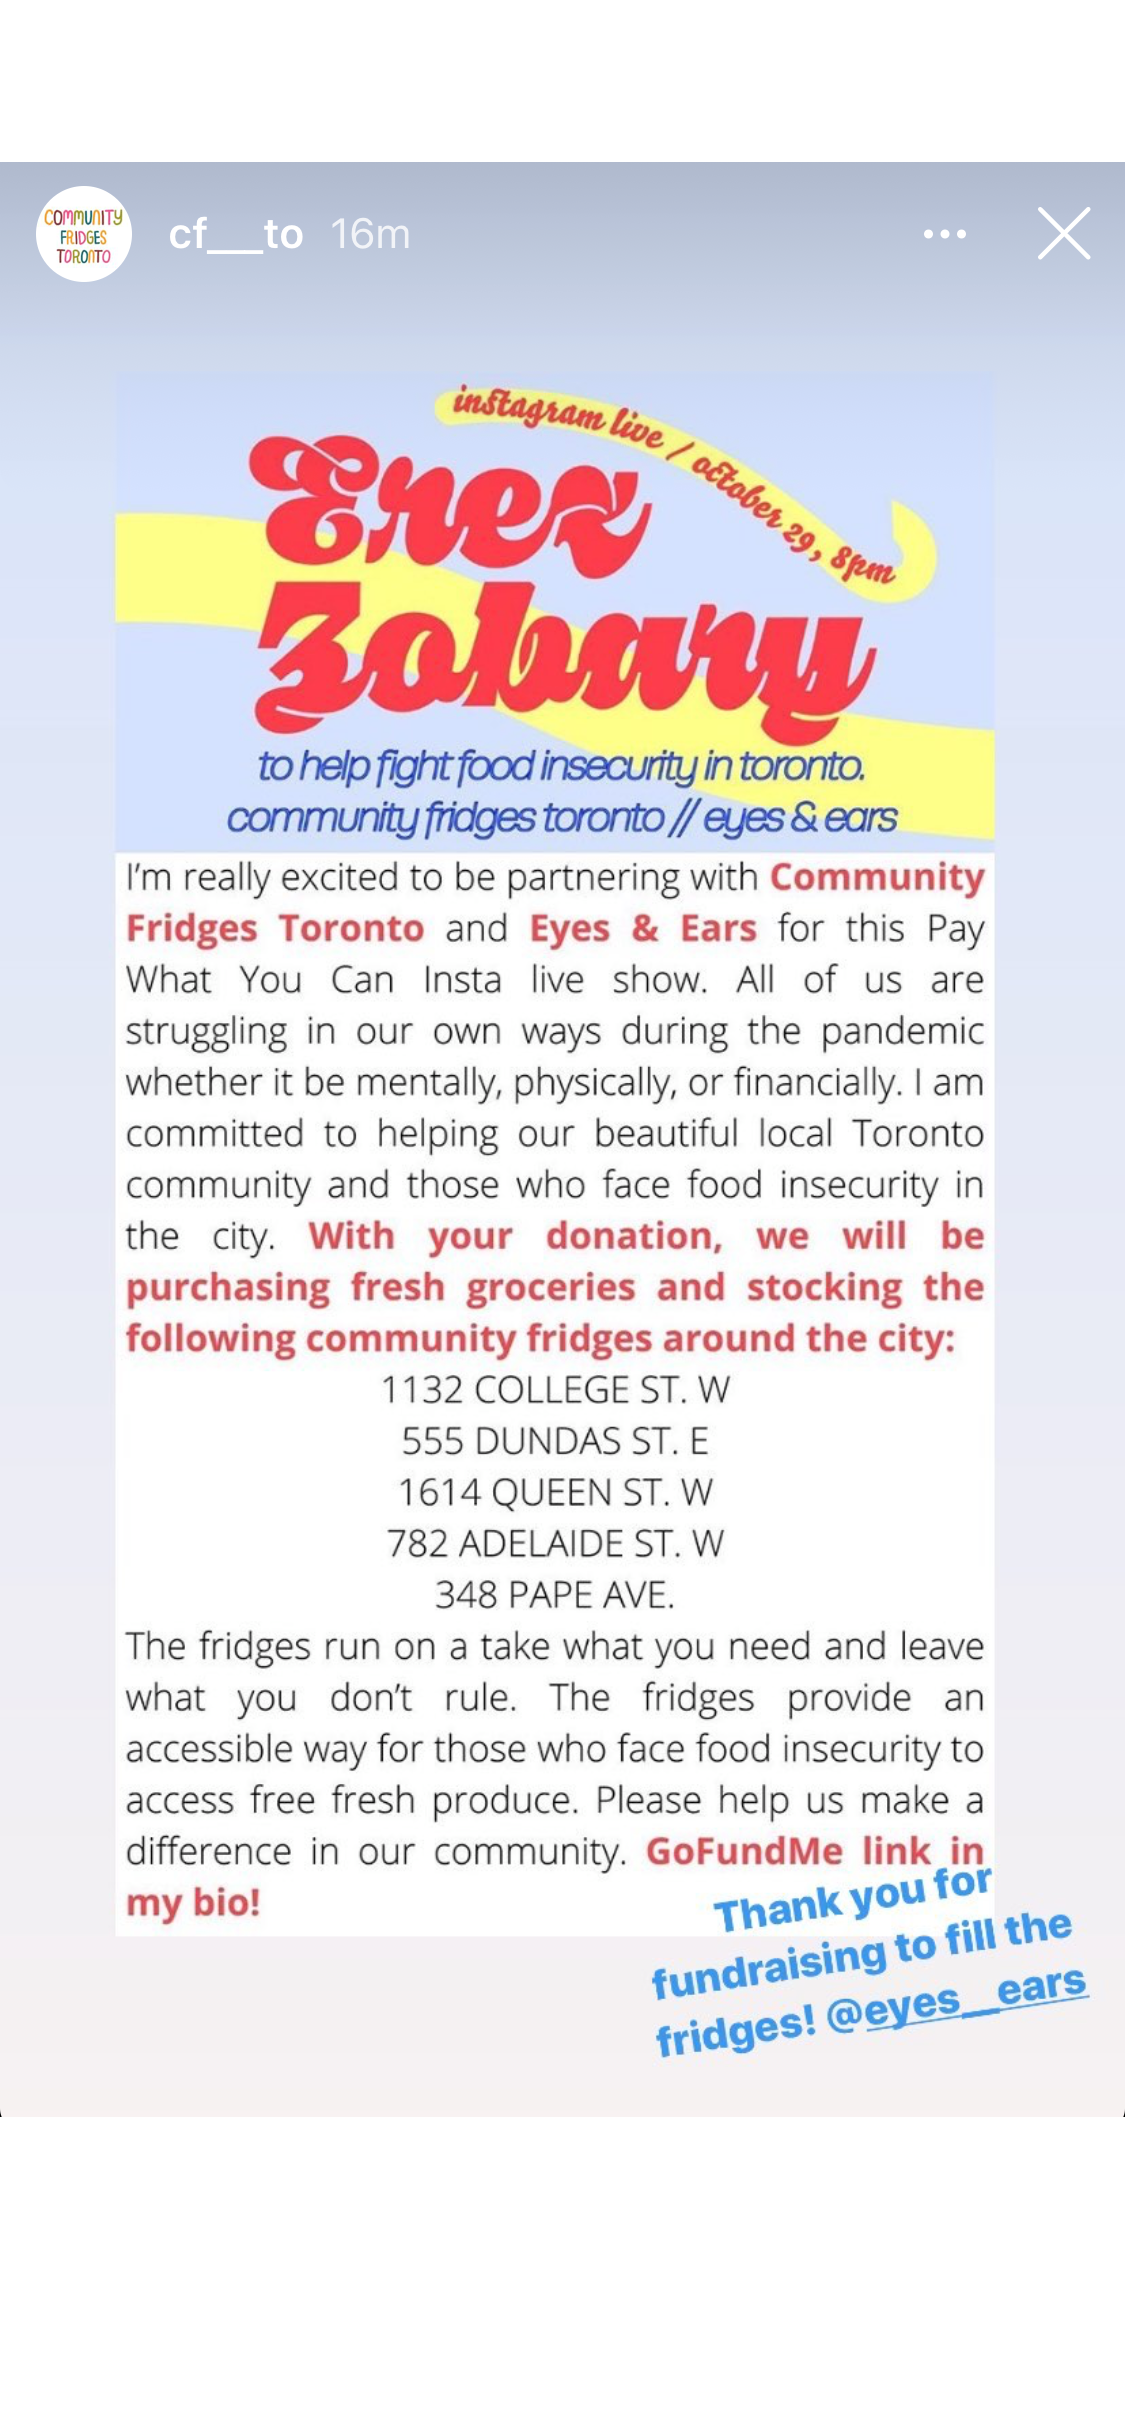 COMMUNITY
FRIDGES
TORONTO
cf__to 16m
instagram live / october 29, 8pm
Erez
Zobary
to help fight food insecurity in toronto.
community fridges toronto // eyes & ears
I'm really excited to be partnering with Community
Fridges Toronto and Eyes & Ears for this Pay
What You Can Insta live show. All of us are
struggling in our own ways during the pandemic
whether it be mentally, physically, or financially. I am
committed to helping our beautiful local Toronto
community and those who face food insecurity in
the city. With your donation, we will be
purchasing fresh groceries and stocking the
following community fridges around the city:
1132 COLLEGE ST. W
555 DUNDAS ST. E
1614 QUEEN ST. W
782 ADELAIDE ST. W
348 PAPE AVE.
The fridges run on a take what you need and leave
what you don't rule. The fridges provide an
accessible way for those who face food insecurity to
access free fresh produce. Please help us make a
difference in our community. GoFundMe link in
my bio!
Thank you for
fundraising to fill the
fridges! @eyes__ears